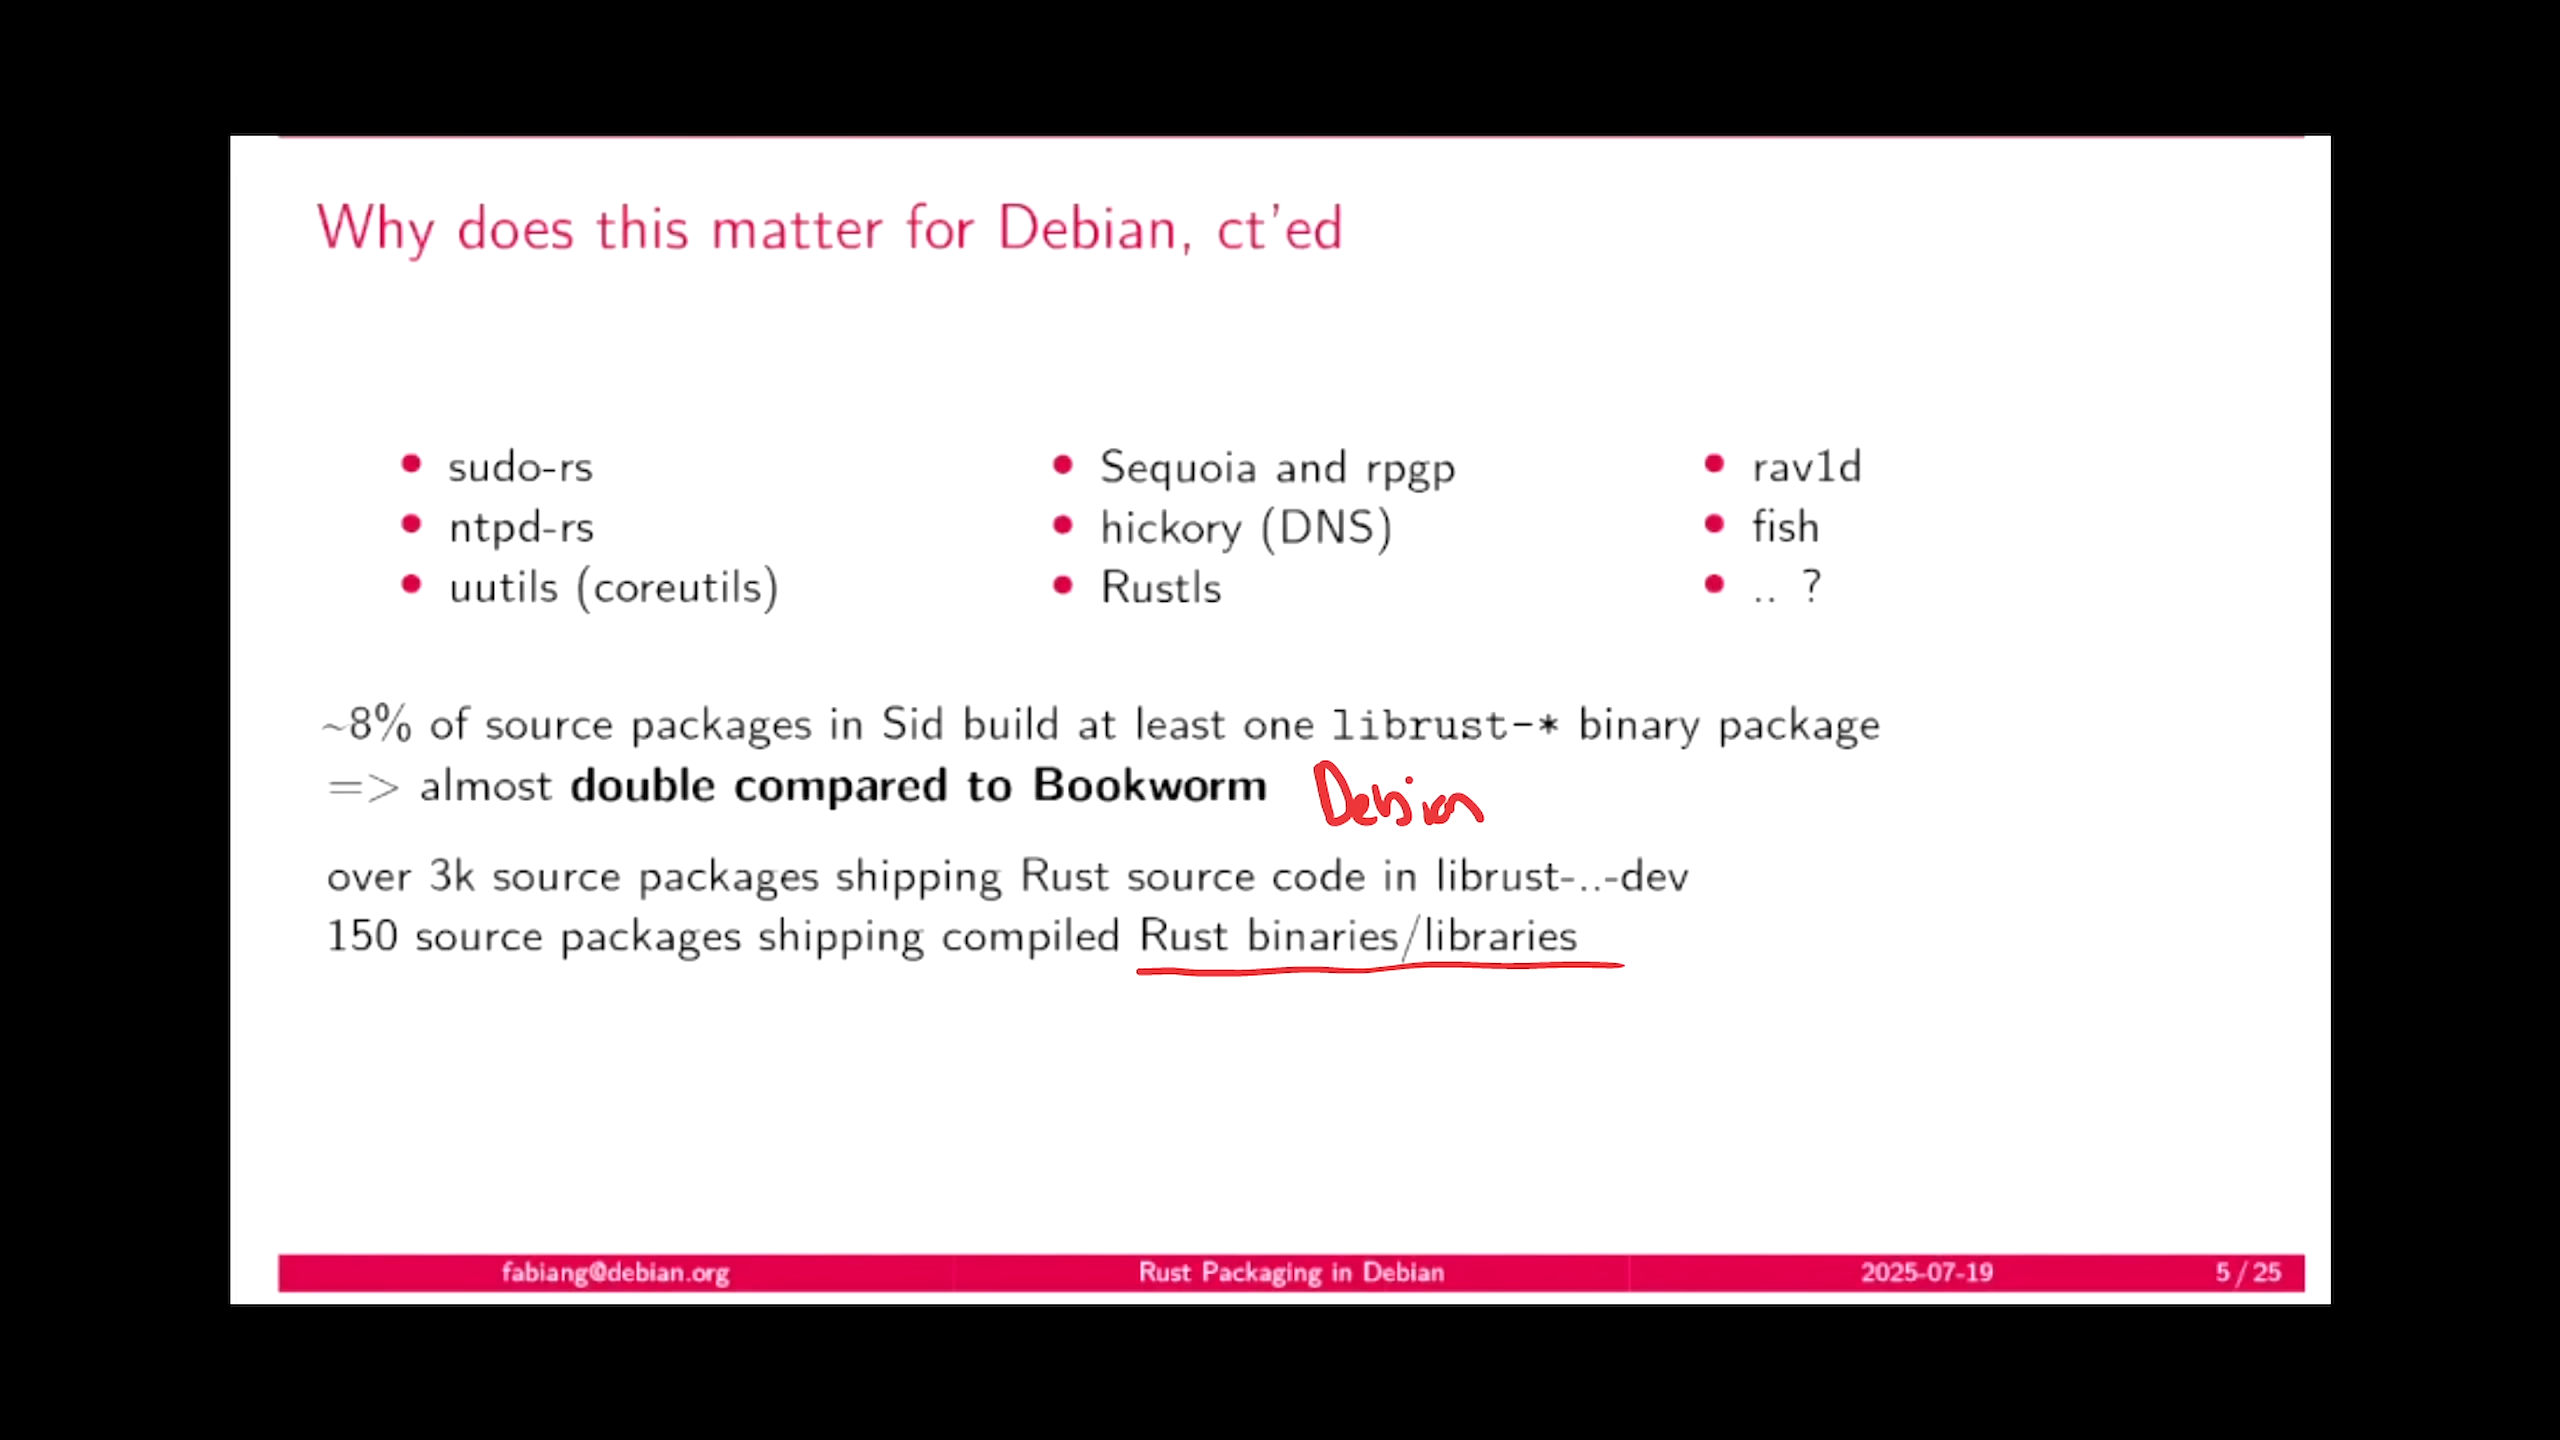 Why does this matter for Debian, ct'ed
• sudo-rs
• ntpd-rs
• uutils (coreutils)
• Sequoia and rpgp
• hickory (DNS)
• Rustls
• rav1d
• fish
• .. ?
~8% of source packages in Sid build at least one librust-* binary package
=> almost double compared to Bookworm Debian
over 3k source packages shipping Rust source code in librust-..-dev
150 source packages shipping compiled Rust binaries/libraries
fabiang@debian.org Rust Packaging in Debian 2025-07-19 5 / 25